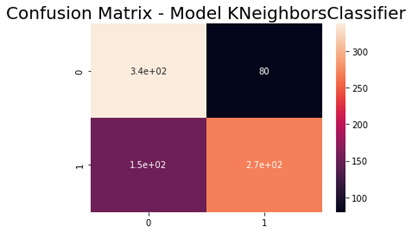 Confusion Matrix - Model KNeighborsClassifier
0
3.4e+02
80
1
1.5e+02
2.7e+02
0
1
300
250
200
150
100